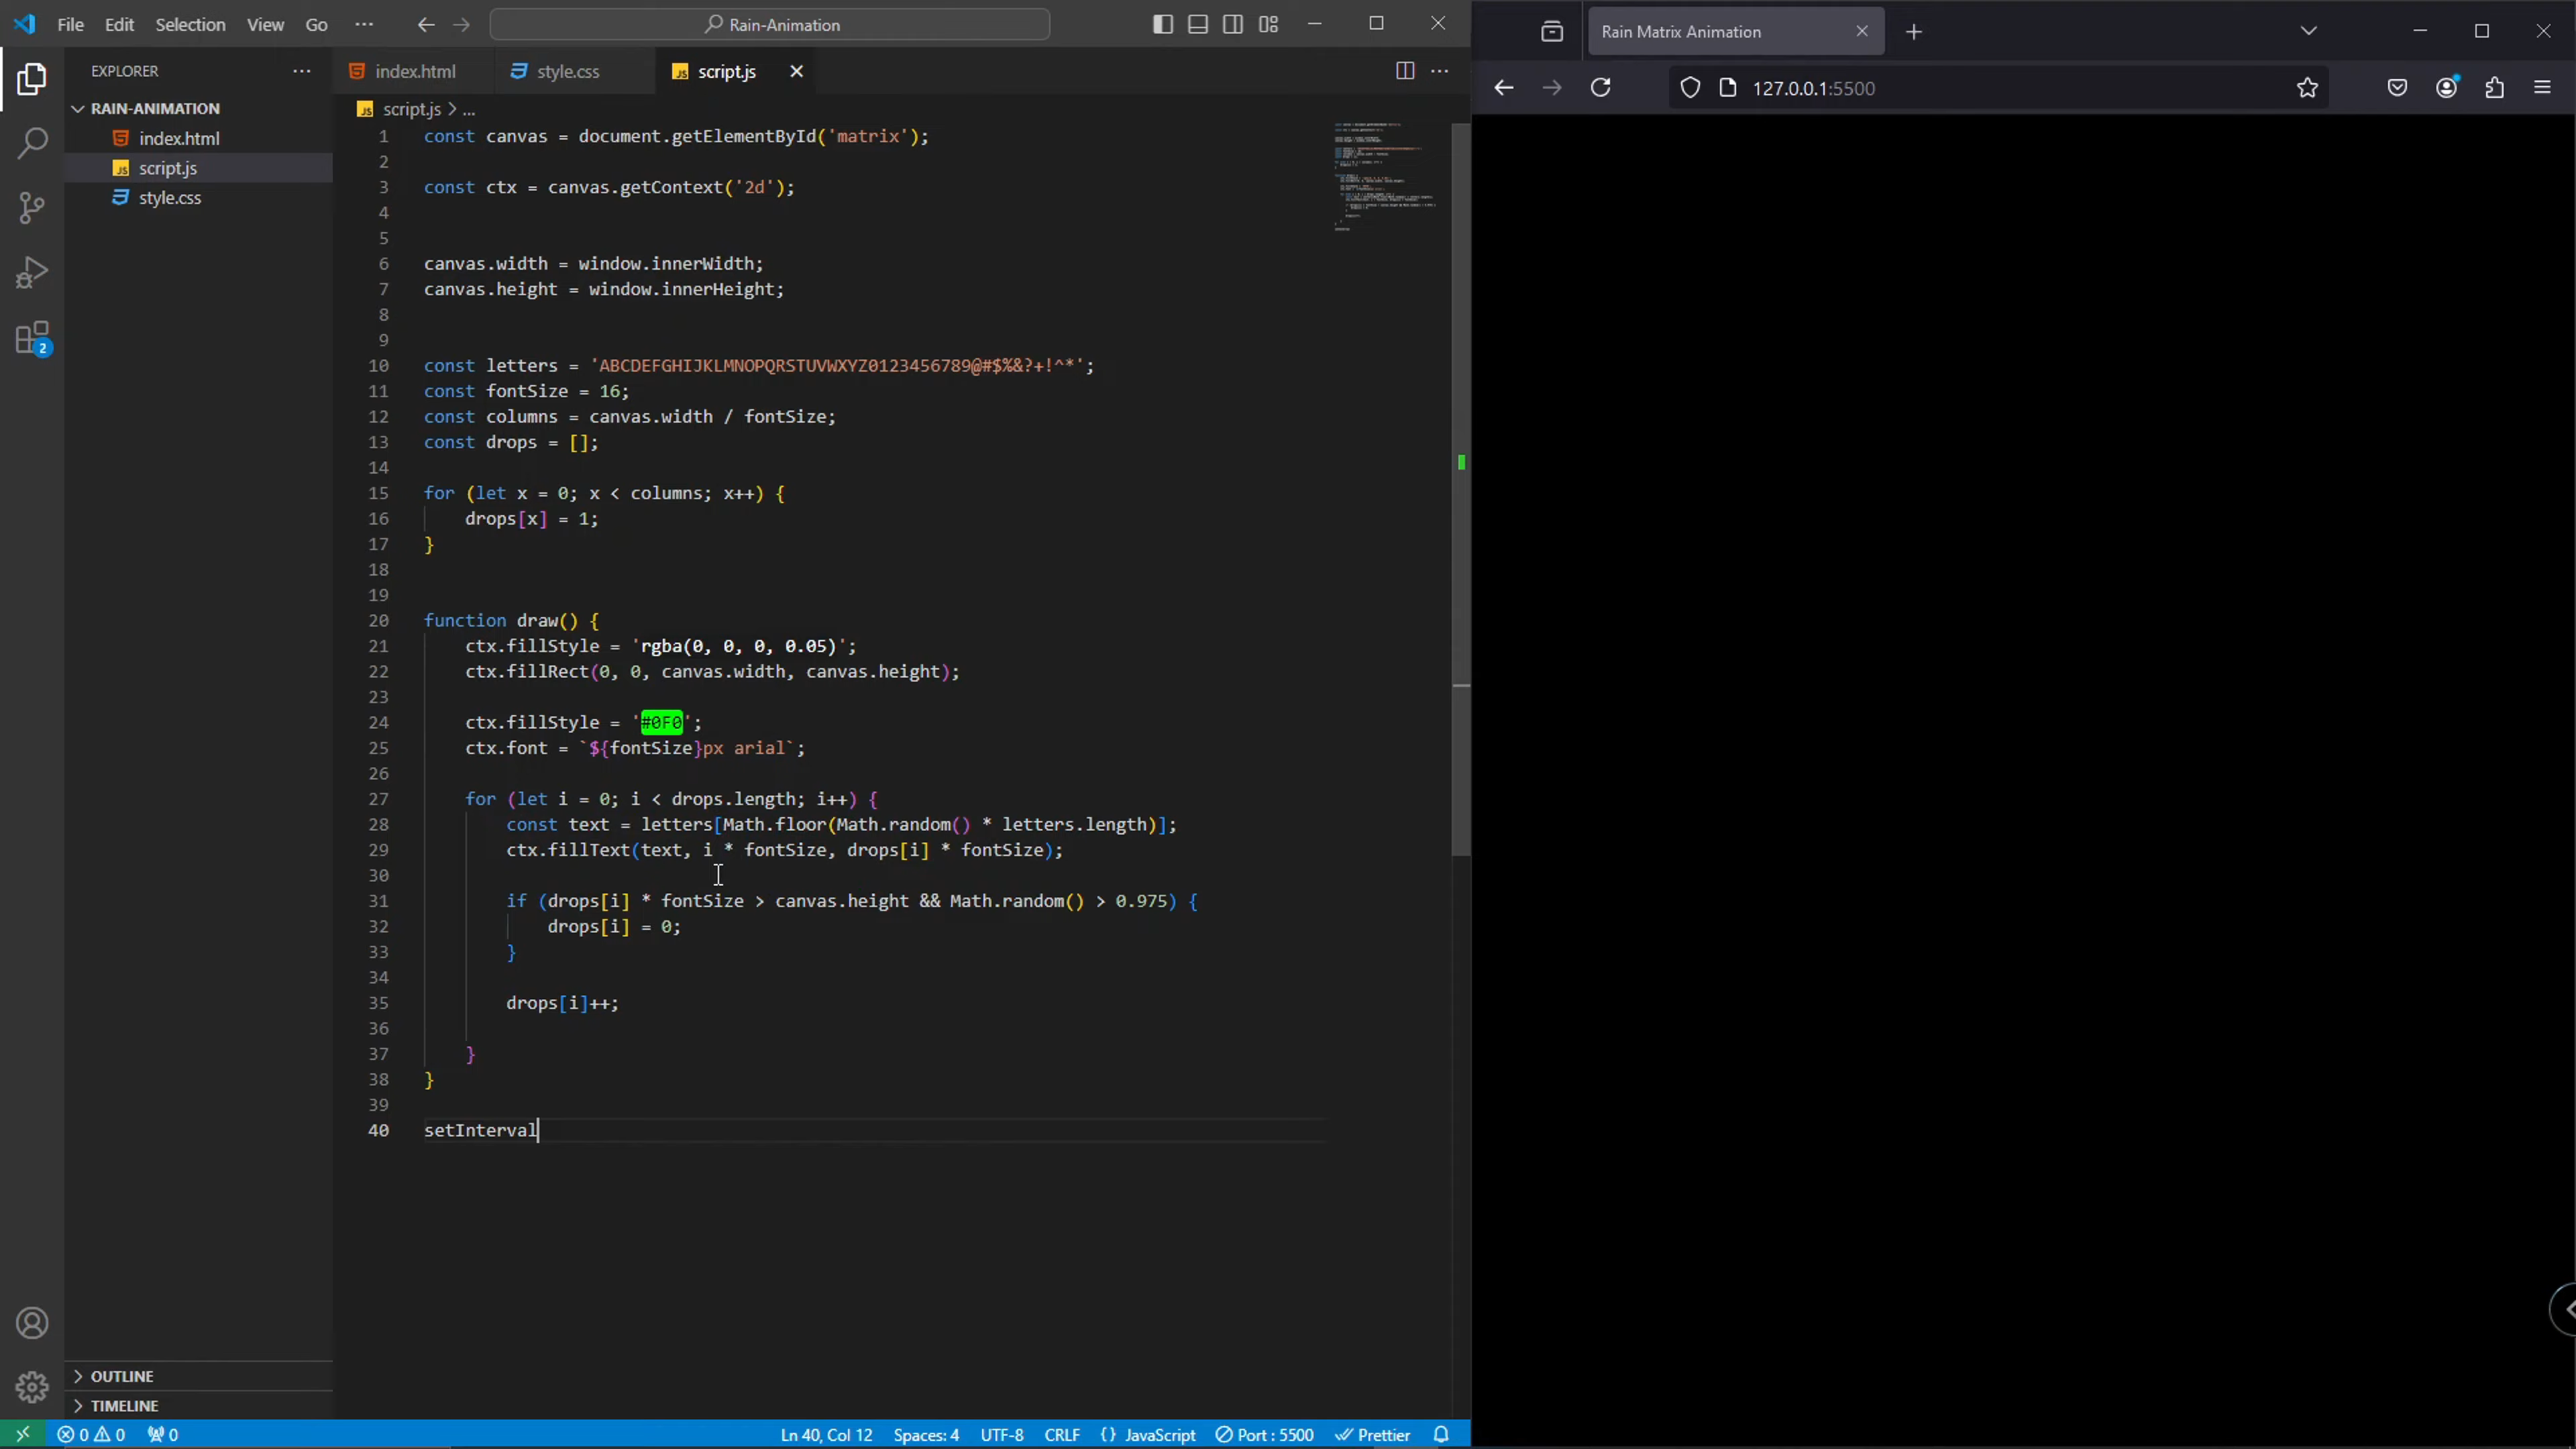 File Edit Selection View Go ... Rain-Animation
EXPLORER ...
RAIN-ANIMATION
index.html
script.js
style.css
index.html style.css script.js
script.js > ...
1 const canvas = document.getElementById('matrix');
2
3 const ctx = canvas.getContext('2d');
4
5
6 canvas.width = window.innerWidth;
7 canvas.height = window.innerHeight;
8
9
10 const letters = 'ABCDEFGHIJKLMNOPQRSTUVWXYZ0123456789@#$%&?+!^*';
11 const fontSize = 16;
12 const columns = canvas.width / fontSize;
13 const drops = [];
14
15 for (let x = 0; x < columns; x++) {
16 drops[x] = 1;
17 }
18
19
20 function draw() {
21 ctx.fillStyle = 'rgba(0, 0, 0, 0.05)';
22 ctx.fillRect(0, 0, canvas.width, canvas.height);
23
24 ctx.fillStyle = '#0F0';
25 ctx.font = `${fontSize}px arial`;
26
27 for (let i = 0; i < drops.length; i++) {
28 const text = letters[Math.floor(Math.random() * letters.length)];
29 ctx.fillText(text, i * fontSize, drops[i] * fontSize);
30
31 if (drops[i] * fontSize > canvas.height && Math.random() > 0.975) {
32 drops[i] = 0;
33 }
34
35 drops[i]++;
36
37 }
38 }
39
40 setInterval
2
OUTLINE
TIMELINE
0 0 0 Ln 40, Col 12 Spaces: 4 UTF-8 CRLF {} JavaScript Port : 5500 Prettier
Rain Matrix Animation
127.0.0.1:5500